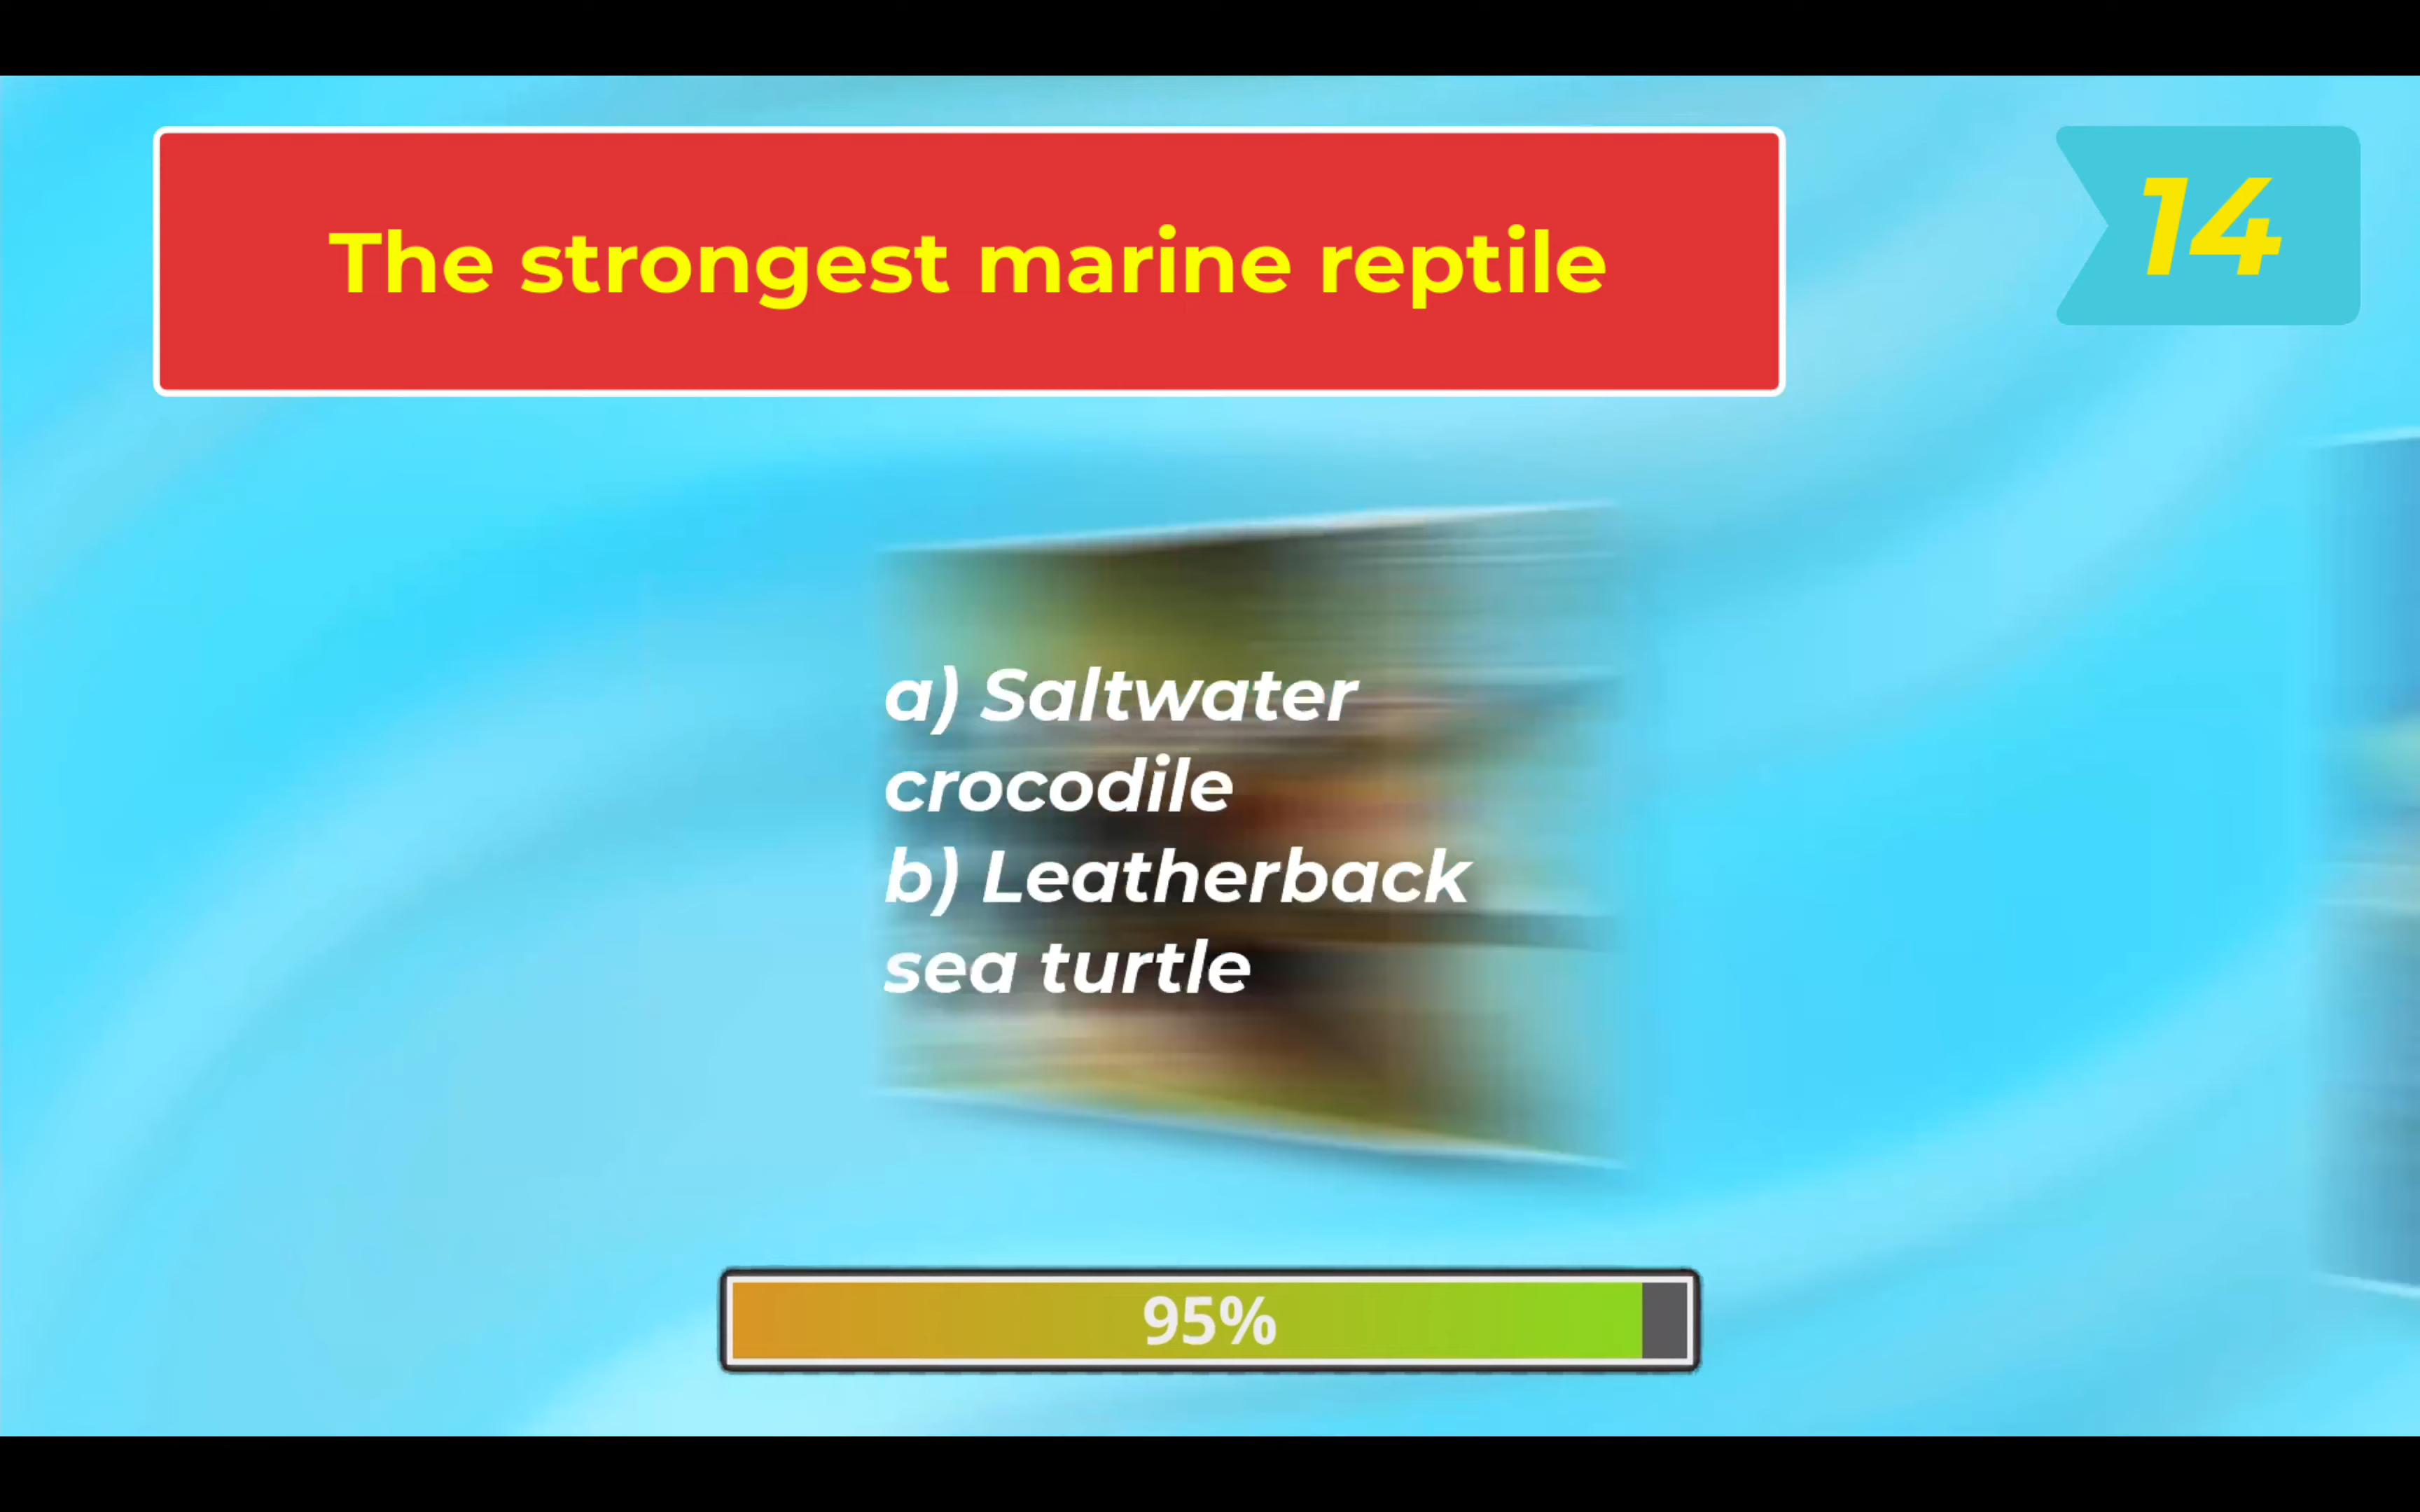 The strongest marine reptile
14
a) Saltwater
crocodile
b) Leatherback
sea turtle
95%